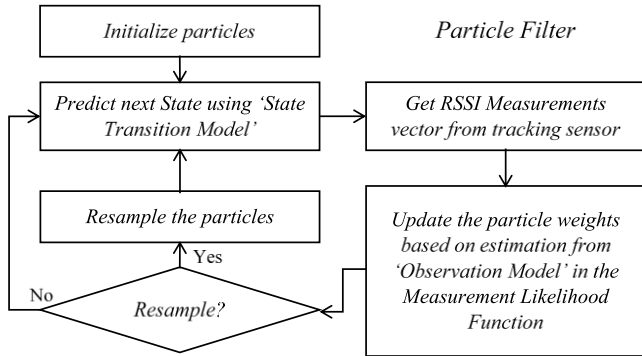 Initialize particles
Particle Filter
Predict next State using ‘State
Transition Model’
Get RSSI Measurements
vector from tracking sensor
Resample the particles
Update the particle weights
based on estimation from
‘Observation Model’ in the
Measurement Likelihood
Function
Yes
No
Resample?